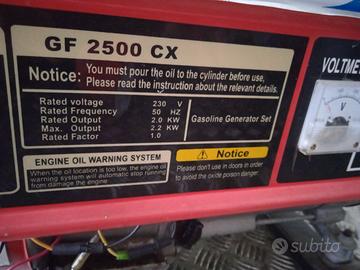 GF 2500 CX
Notice: You must pour the oil to the cylinder before use,
Please read the instruction about the relevant details.
Rated voltage 230 V
Rated Frequency 50 HZ
Rated Output 2.0 KW
Max. Output 2.2 KW
Rated Factor 1.0
Gasoline Generator Set
ENGINE OIL WARNING SYSTEM
When the oil location is too low, the engine oil
warning system will automatical stop running
from damage the engine
Notice
Please don't use in doors in order
to avoid the oxide poison danger.
VOLTME
V
subito